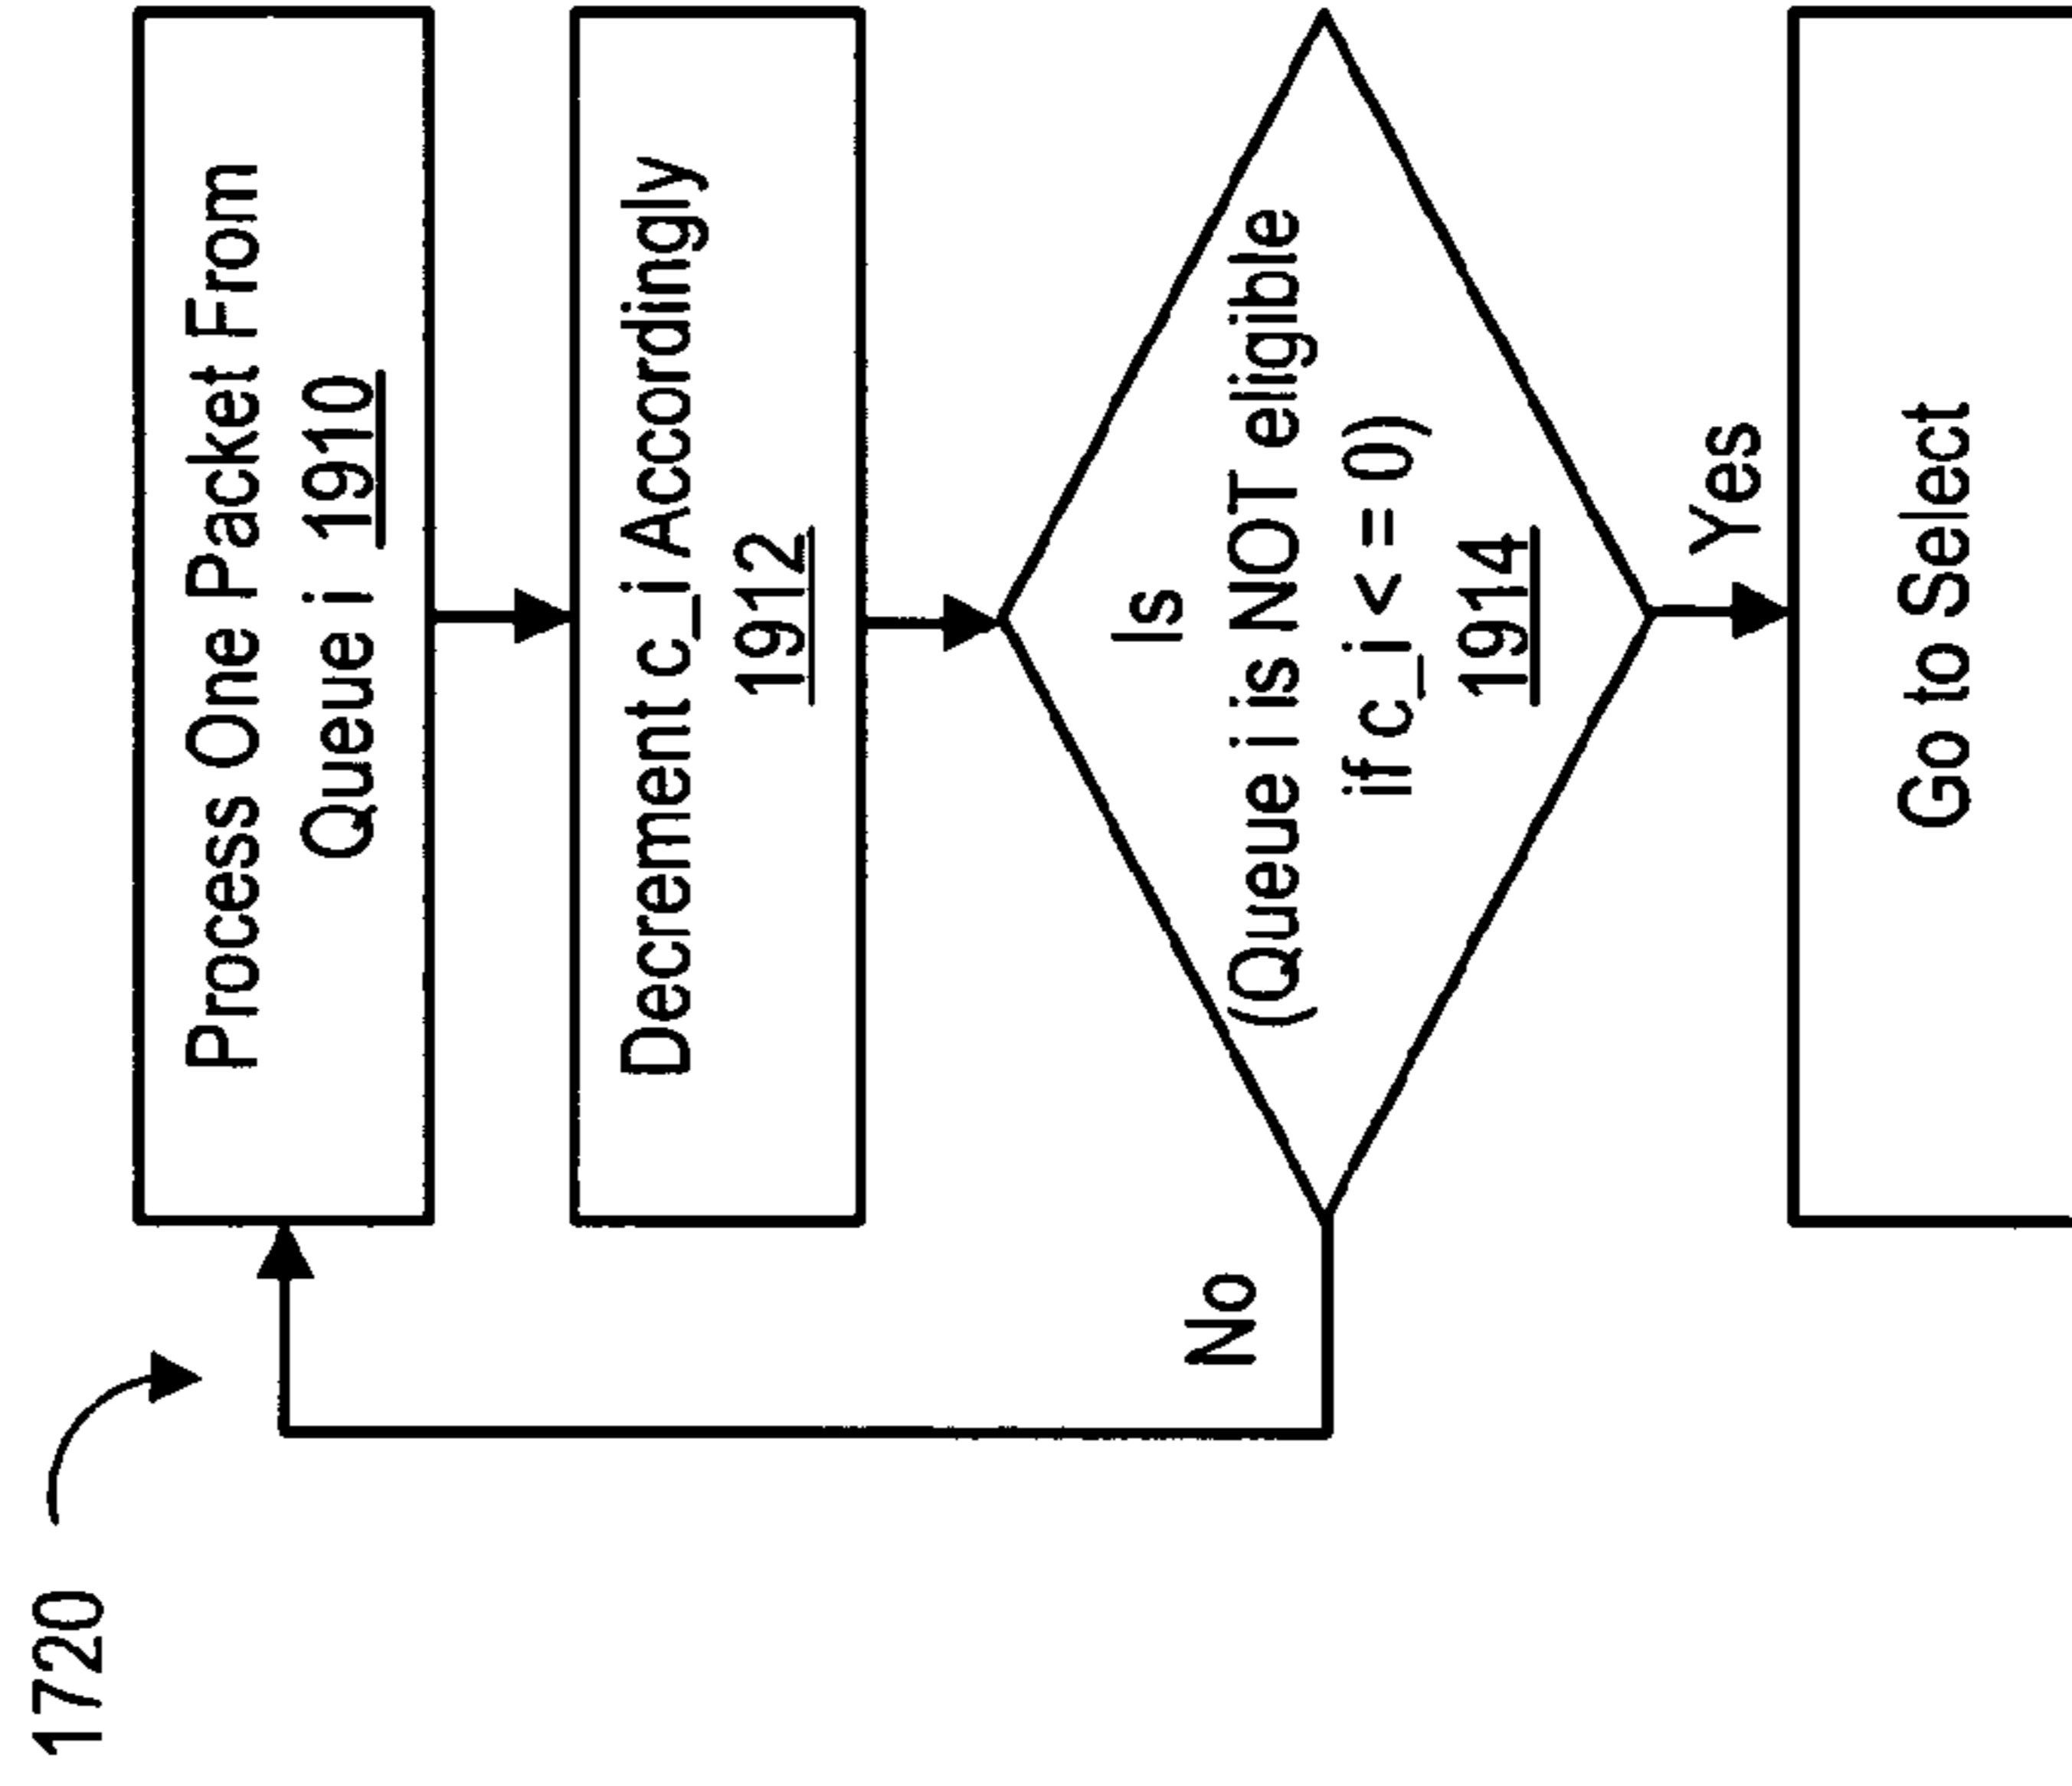 1720
Process One Packet From
Queue i 1910
Decrement c_i Accordingly
1912
Is
(Queue i is NOT eligible
if c_i < = 0)
1914
No
Yes
Go to Select